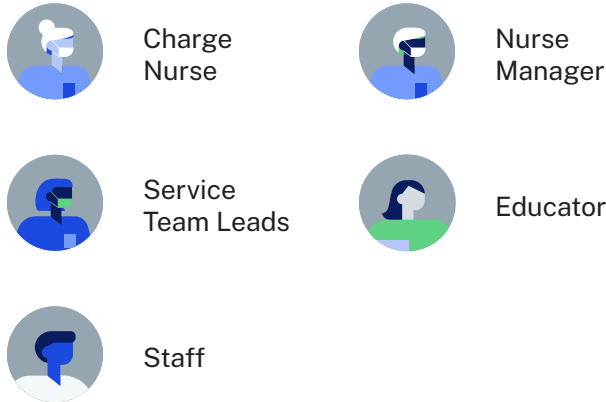 Charge
Nurse
Nurse
Manager
Service
Team Leads
Educator
Staff